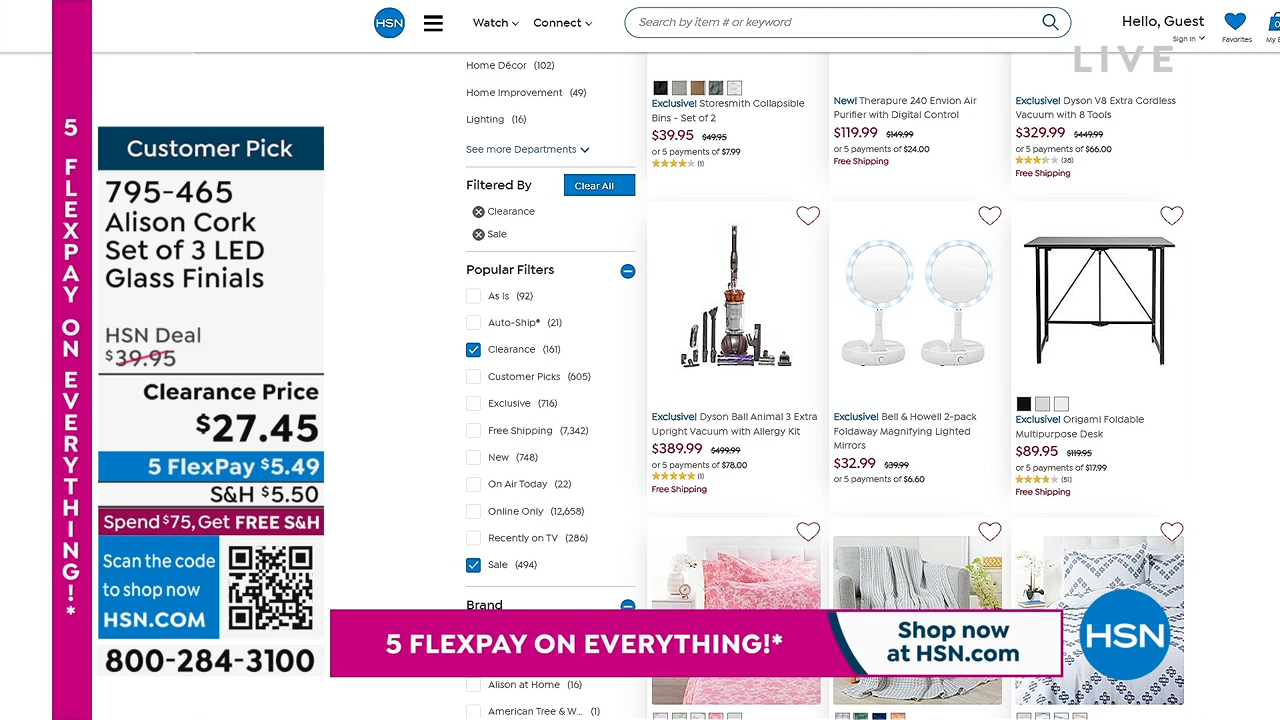 HSN
Watch
Connect
Search by item # or keyword
Hello, Guest
Sign In
Favorites
LIVE
5 FLEXPAY ON EVERYTHING!*
Customer Pick
795-465
Alison Cork
Set of 3 LED
Glass Finials
HSN Deal
$39.95
Clearance Price
$27.45
5 FlexPay $5.49
S&H $5.50
Spend $75, Get FREE S&H
Scan the code
to shop now
HSN.COM
800-284-3100
Home Décor (102)
Home Improvement (49)
Lighting (16)
See more Departments
Filtered By
Clear All
Clearance
Sale
Popular Filters
As Is (92)
Auto-Ship® (21)
Clearance (161)
Customer Picks (605)
Exclusive (716)
Free Shipping (7,342)
New (748)
On Air Today (22)
Online Only (12,658)
Recently on TV (286)
Sale (494)
Brand
Alison at Home (16)
American Tree & W... (1)
Exclusive! Storesmith Collapsible
Bins - Set of 2
$39.95 $49.95
or 5 payments of $7.99
(1)
New! Therapure 240 Envion Air
Purifier with Digital Control
$119.99 $149.99
or 5 payments of $24.00
Free Shipping
Exclusive! Dyson V8 Extra Cordless
Vacuum with 8 Tools
$329.99 $449.99
or 5 payments of $66.00
(36)
Free Shipping
Exclusive! Dyson Ball Animal 3 Extra
Upright Vacuum with Allergy Kit
$389.99 $499.99
or 5 payments of $78.00
(1)
Free Shipping
Exclusive! Bell & Howell 2-pack
Foldaway Magnifying Lighted
Mirrors
$32.99 $39.99
or 5 payments of $6.60
Exclusive! Origami Foldable
Multipurpose Desk
$89.95 $119.95
or 5 payments of $17.99
(51)
Free Shipping
5 FLEXPAY ON EVERYTHING!*
Shop now
at HSN.com
HSN